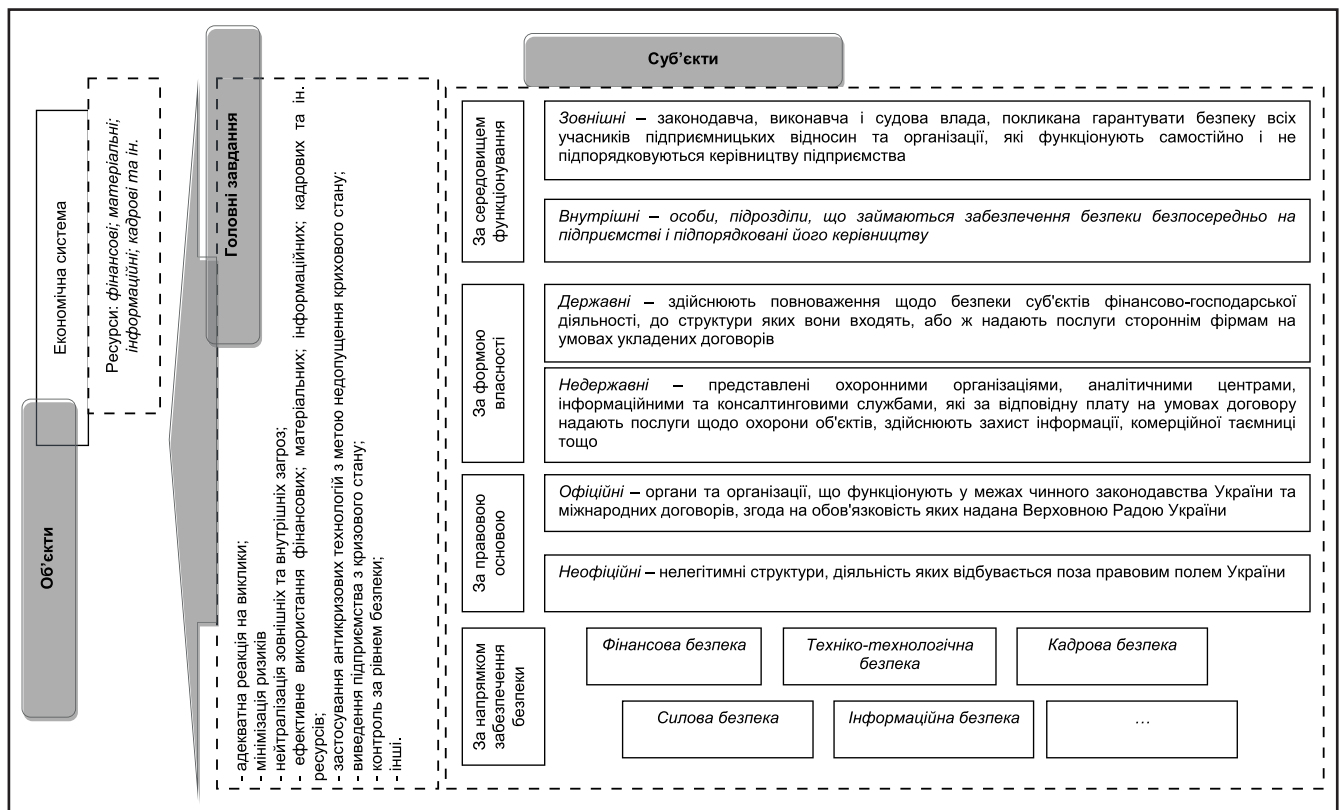 Об’єкти
Економічна система
Ресурси: фінансові; матеріальні;
інформаційні; кадрові та ін.
Головні завдання
- адекватна реакція на виклики;
- мінімізація ризиків
- нейтралізація зовнішніх та внутрішніх загроз;
- ефективне використання фінансових; матеріальних; інформаційних; кадрових та ін.
ресурсів;
- застосування антикризових технологій з метою недопущення крихового стану;
- виведення підприємства з кризового стану;
- контроль за рівнем безпеки;
- інші.
Суб’єкти
За середовищем
функціонування
Зовнішні – законодавча, виконавча і судова влада, покликана гарантувати безпеку всіх
учасників підприємницьких відносин та організації, які функціонують самостійно і не
підпорядковуються керівництву підприємства
Внутрішні – особи, підрозділи, що займаються забезпечення безпеки безпосередньо на
підприємстві і підпорядковані його керівництву
За формою
власності
Державні – здійснюють повноваження щодо безпеки суб'єктів фінансово-господарської
діяльності, до структури яких вони входять, або ж надають послуги стороннім фірмам на
умовах укладених договорів
Недержавні – представлені охоронними організаціями, аналітичними центрами,
інформаційними та консалтинговими службами, які за відповідну плату на умовах договору
надають послуги щодо охорони об'єктів, здійснюють захист інформації, комерційної таємниці
тощо
За правовою
основою
Офіційні – органи та організації, що функціонують у межах чинного законодавства України та
міжнародних договорів, згода на обов'язковість яких надана Верховною Радою України
Неофіційні – нелегітимні структури, діяльність яких відбувається поза правовим полем України
За напрямком
забезпечення
безпеки
Фінансова безпека
Техніко-технологічна
безпека
Кадрова безпека
Силова безпека
Інформаційна безпека
…